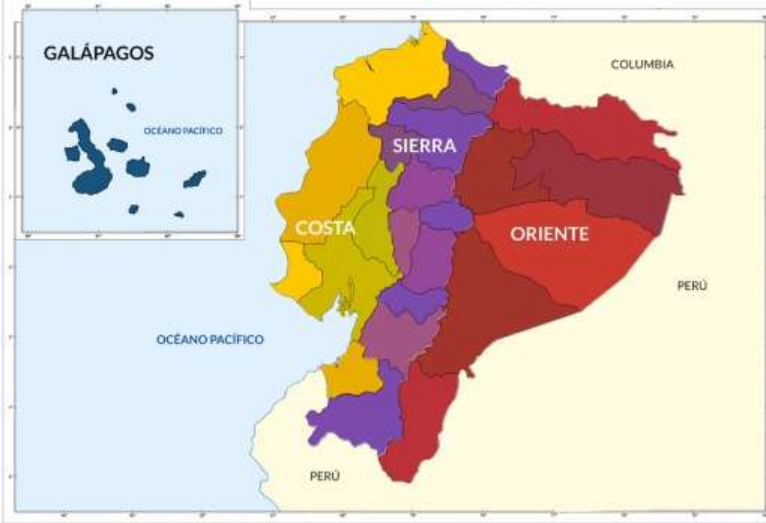 GALÁPAGOS
OCÉANO PACÍFICO
COLUMBIA
SIERRA
COSTA
ORIENTE
PERÚ
OCÉANO PACÍFICO
PERÚ